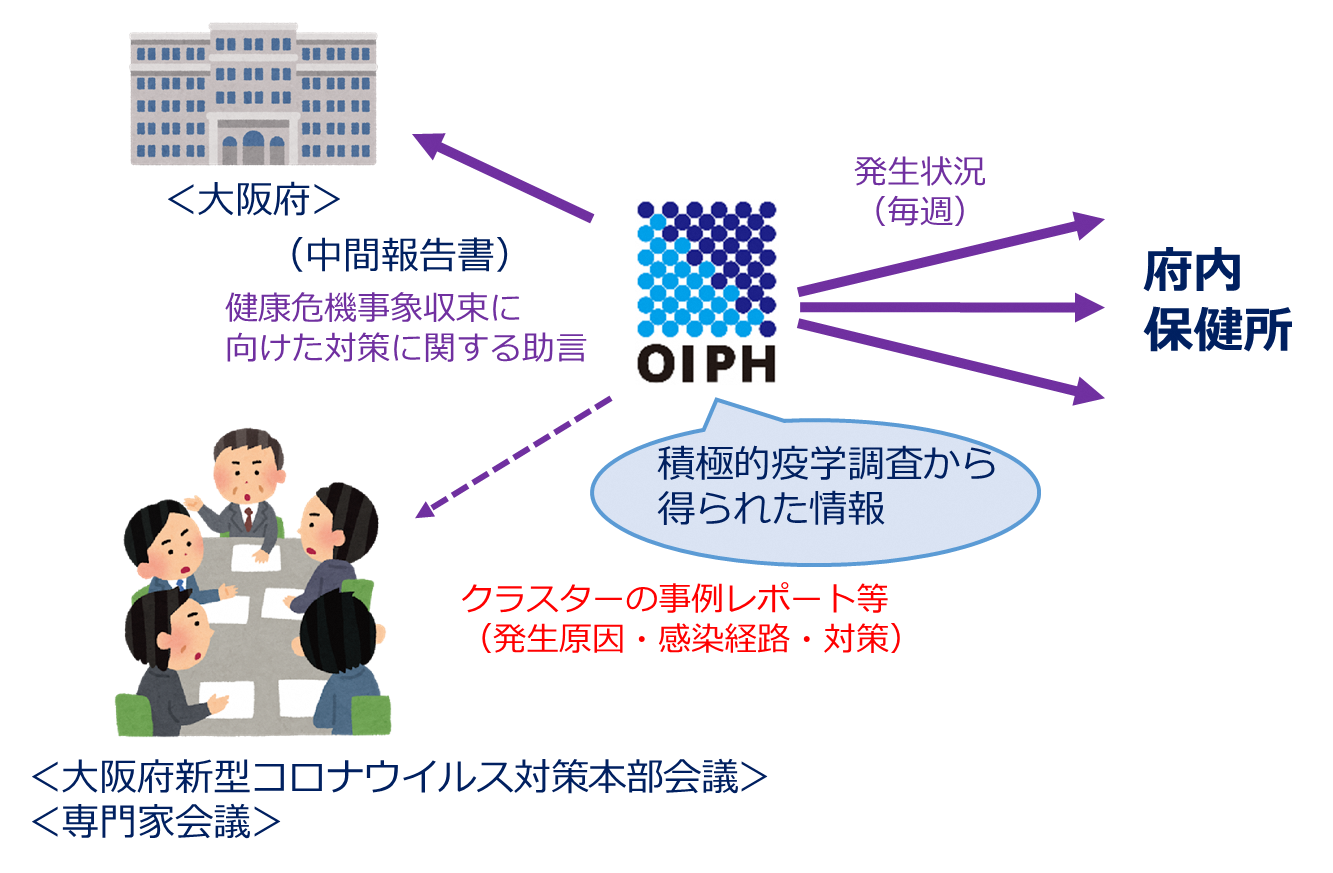 ＜大阪府＞
（中間報告書）
健康危機事象収束に
向けた対策に関する助言
OIPH
発生状況
（毎週）
府内
保健所
積極的疫学調査から
得られた情報
クラスターの事例レポート等
（発生原因・感染経路・対策）
＜大阪府新型コロナウイルス対策本部会議＞
＜専門家会議＞